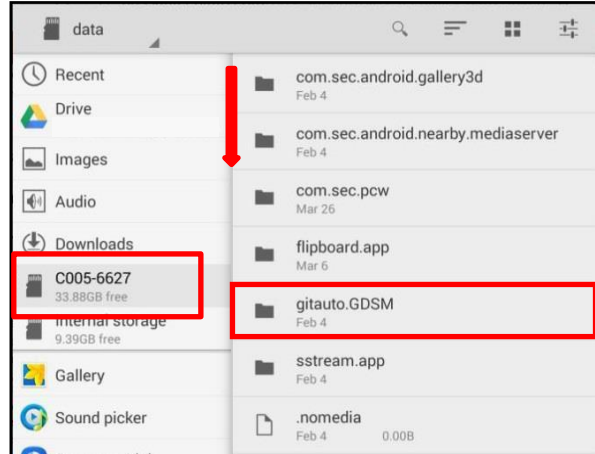 data
Recent
Drive
Images
Audio
Downloads
C005-6627
33.88GB free
Internal storage
9.39GB free
Gallery
Sound picker
com.sec.android.gallery3d
Feb 4
com.sec.android.nearby.mediaserver
Feb 4
com.sec.pcw
Mar 26
flipboard.app
Mar 6
gitauto.GDSM
Feb 4
sstream.app
Feb 4
.nomedia
Feb 4 0.00B